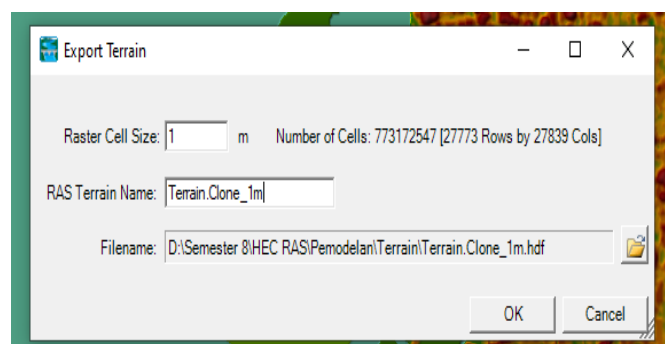 Export Terrain
Raster Cell Size: 1 m Number of Cells: 773172547 [27773 Rows by 27839 Cols]
RAS Terrain Name: Terrain.Clone_1m
Filename: D:\Semester 8\HEC RAS\Pemodelan\Terrain\Terrain.Clone_1m.hdf
OK Cancel